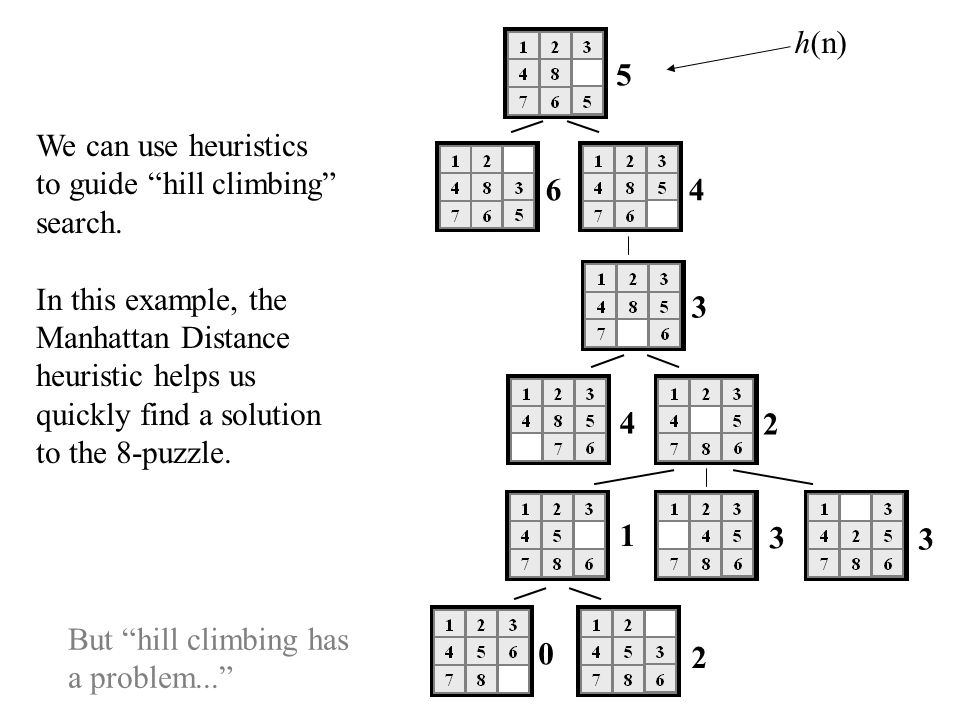 h(n)
1 2 3
4 8
7 6 5
5
We can use heuristics
to guide “hill climbing”
search.
1 2
4 8 3
7 6 5
6
1 2 3
4 8 5
7 6
4
In this example, the
Manhattan Distance
heuristic helps us
quickly find a solution
to the 8-puzzle.
1 2 3
4 8 5
7 6
3
1 2 3
4 8 5
7 6
4
1 2 3
4 5
7 8 6
2
1 2 3
4 5
7 8 6
1
1 2 3
4 5
7 8 6
3
1 3
4 2 5
7 8 6
3
But “hill climbing has
a problem...”
1 2 3
4 5 6
7 8
0
1 2
4 5 3
7 8 6
2